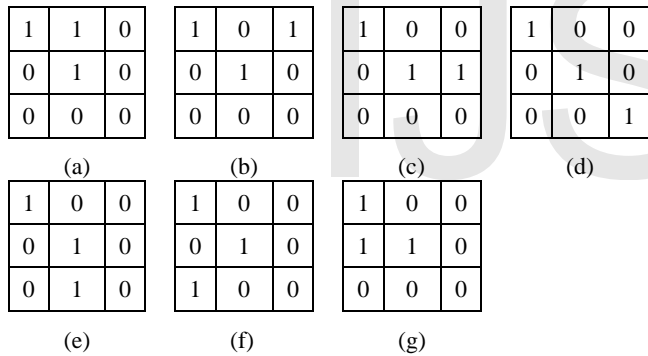 1 1 0 1 0 1 1 0 0 1 0 0
0 1 0 0 1 0 0 1 1 0 1 0
0 0 0 0 0 0 0 0 0 0 0 1
(a) (b) (c) (d)
1 0 0 1 0 0 1 0 0
0 1 0 0 1 0 1 1 0
0 1 0 1 0 0 0 0 0
(e) (f) (g)
IJS